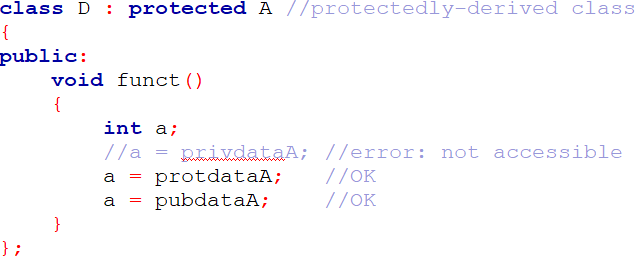 class D : protected A //protectedly-derived class
{
public:
    void funct()
    {
        int a;
        //a = privdataA; //error: not accessible
        a = protdataA;   //OK
        a = pubdataA;    //OK
    }
};